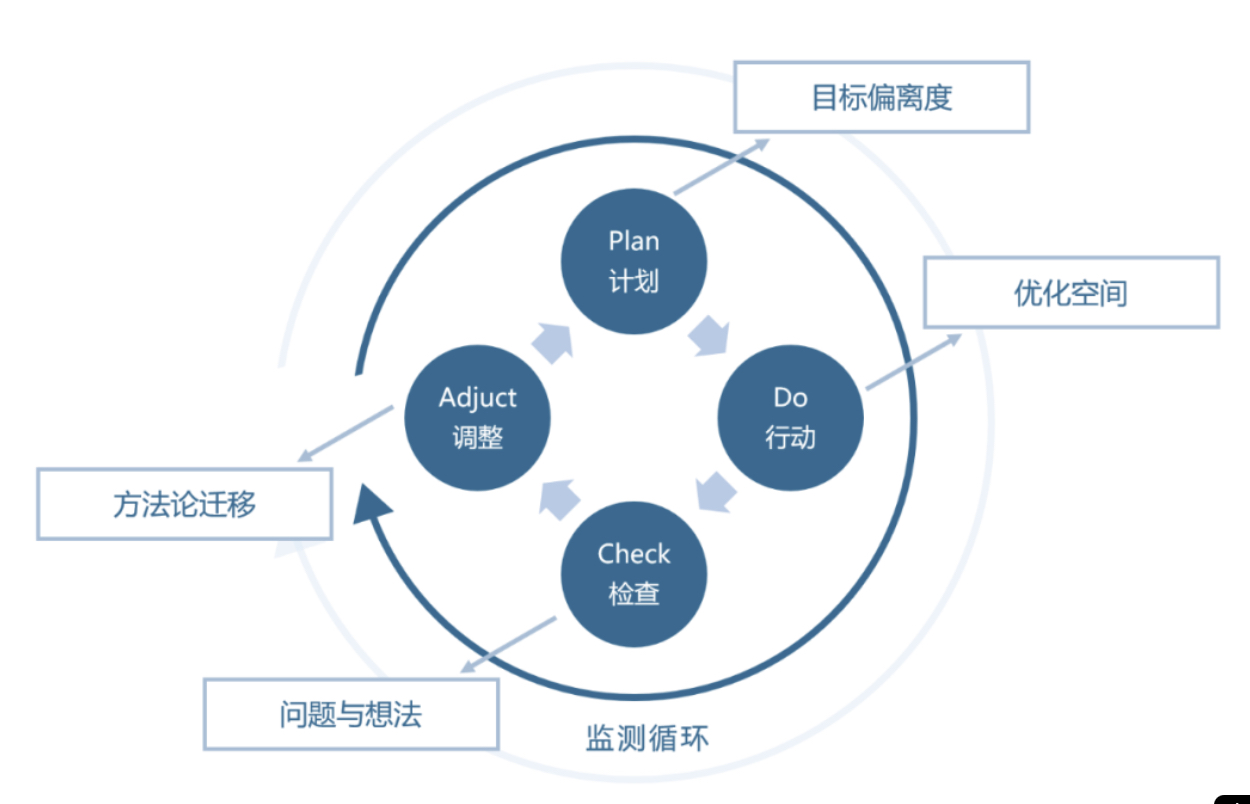 目标偏离度
Plan
计划
优化空间
Adjuct
调整
Do
行动
方法论迁移
Check
检查
问题与想法
监测循环